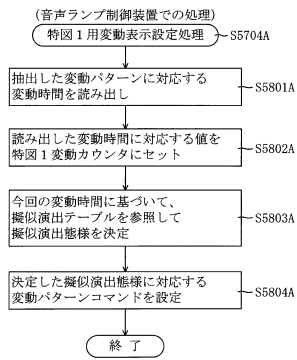 (音声ランプ制御装置での処理)
特図1用変動表示設定処理
S5704A
抽出した変動パターンに対応する
変動時間を読み出し
S5801A
読み出した変動時間に対応する値を
特図1変動カウンタにセット
S5802A
今回の変動時間に基づいて、
擬似演出テーブルを参照して
擬似演出態様を決定
S5803A
決定した擬似演出態様に対応する
変動パターンコマンドを設定
S5804A
終了